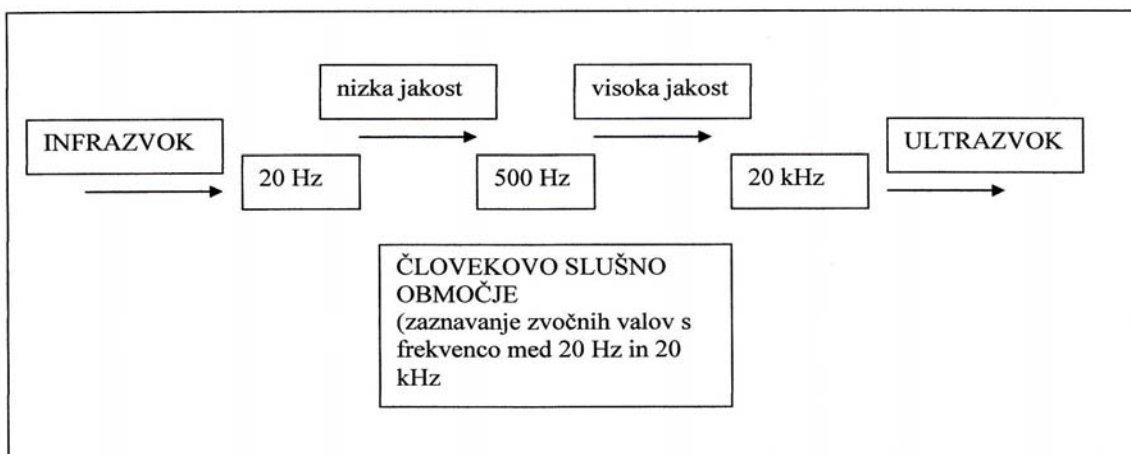 nizka jakost
visoka jakost
INFRAZVOK
ULTRAZVOK
20 Hz
500 Hz
20 kHz
ČLOVEKOVO SLUŠNO
OBMOČJE
(zaznavanje zvočnih valov s
frekvenco med 20 Hz in 20
kHz